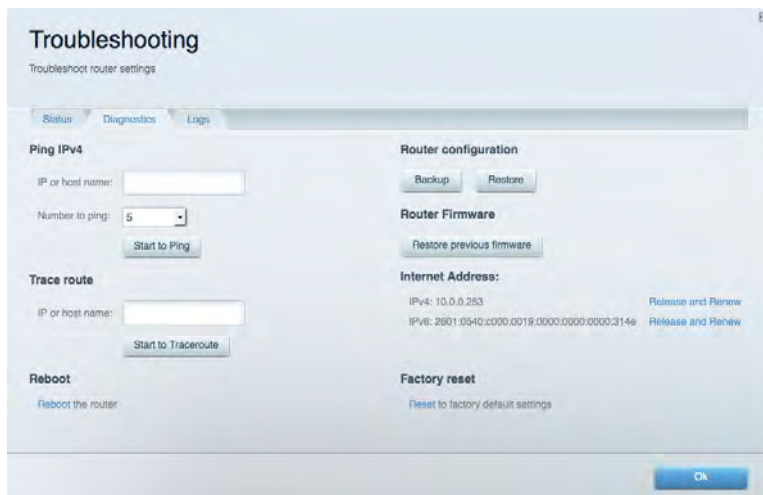 Troubleshooting
Troubleshoot router settings
Status Diagnostics Logs
Ping IPv4
IP or host name:
Number to ping: 5
Start to Ping
Trace route
IP or host name:
Start to Traceroute
Reboot
Reboot the router
Router configuration
Backup Restore
Router Firmware
Restore previous firmware
Internet Address:
IPv4: 10.0.0.253 Release and Renew
IPv6: 2601:0540:c000:0019:0000:0000:0000:314e Release and Renew
Factory reset
Reset to factory default settings
Ok